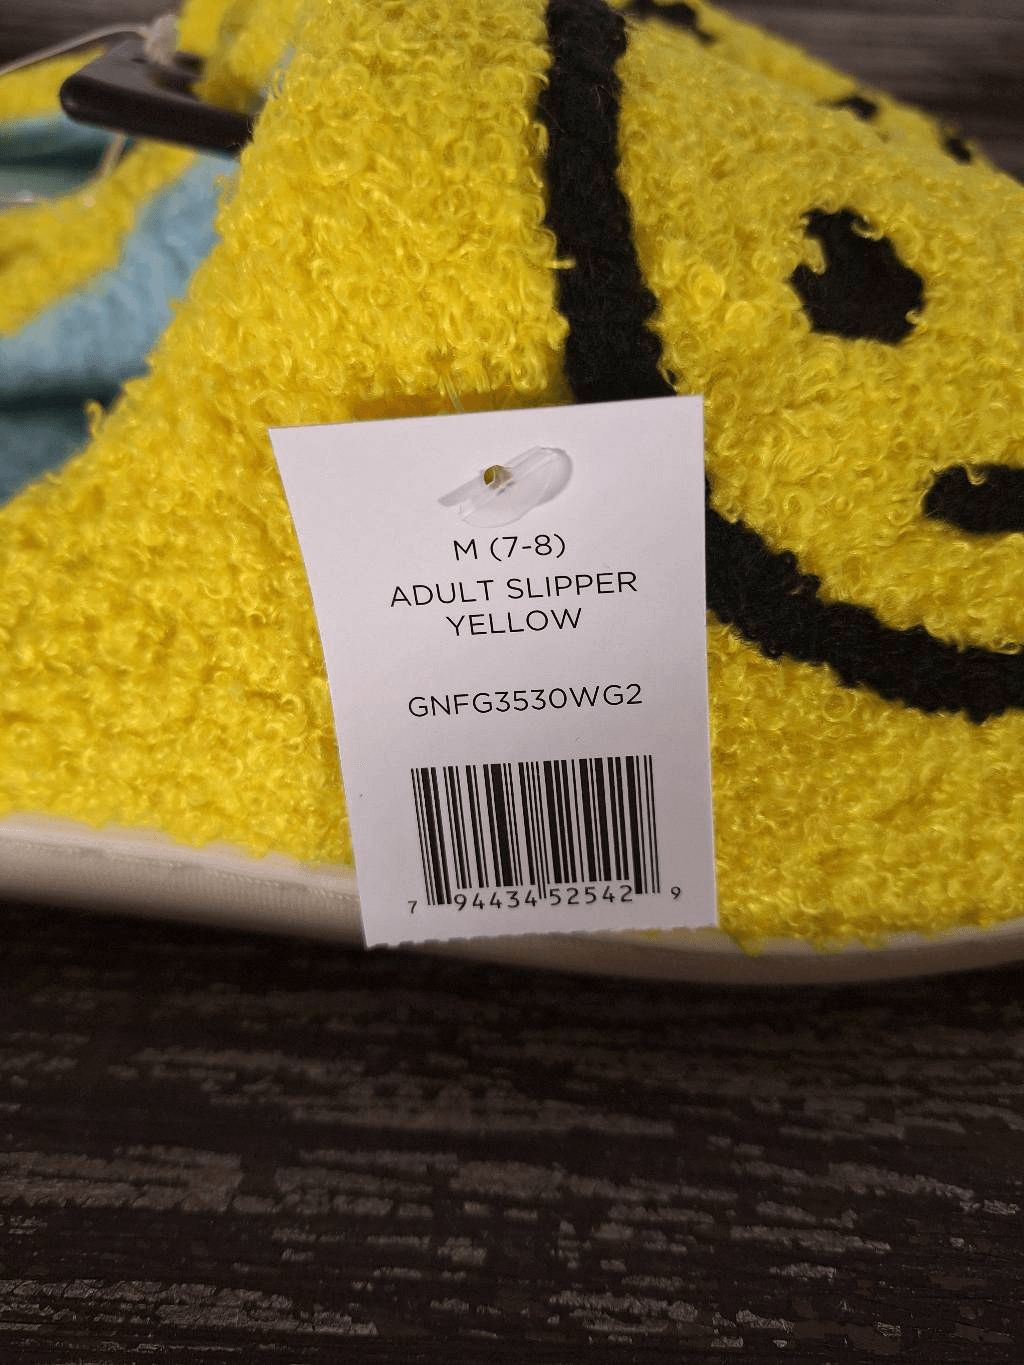 M (7-8)
ADULT SLIPPER
YELLOW
GNFG3530WG2
7 94434 52542 9